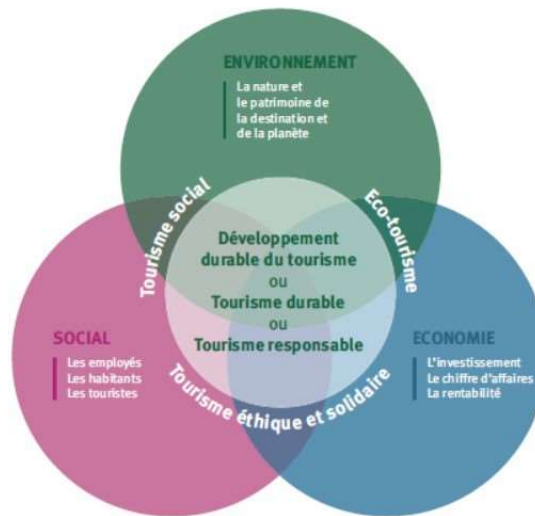 ENVIRONNEMENT
La nature et
le patrimoine de
la destination et
de la planète
Tourisme social
Eco-tourisme
Développement
durable du tourisme
ou
Tourisme durable
ou
Tourisme responsable
SOCIAL
Les employés
Les habitants
Les touristes
ECONOMIE
L'investissement
Le chiffre d'affaires
La rentabilité
Tourisme éthique et solidaire